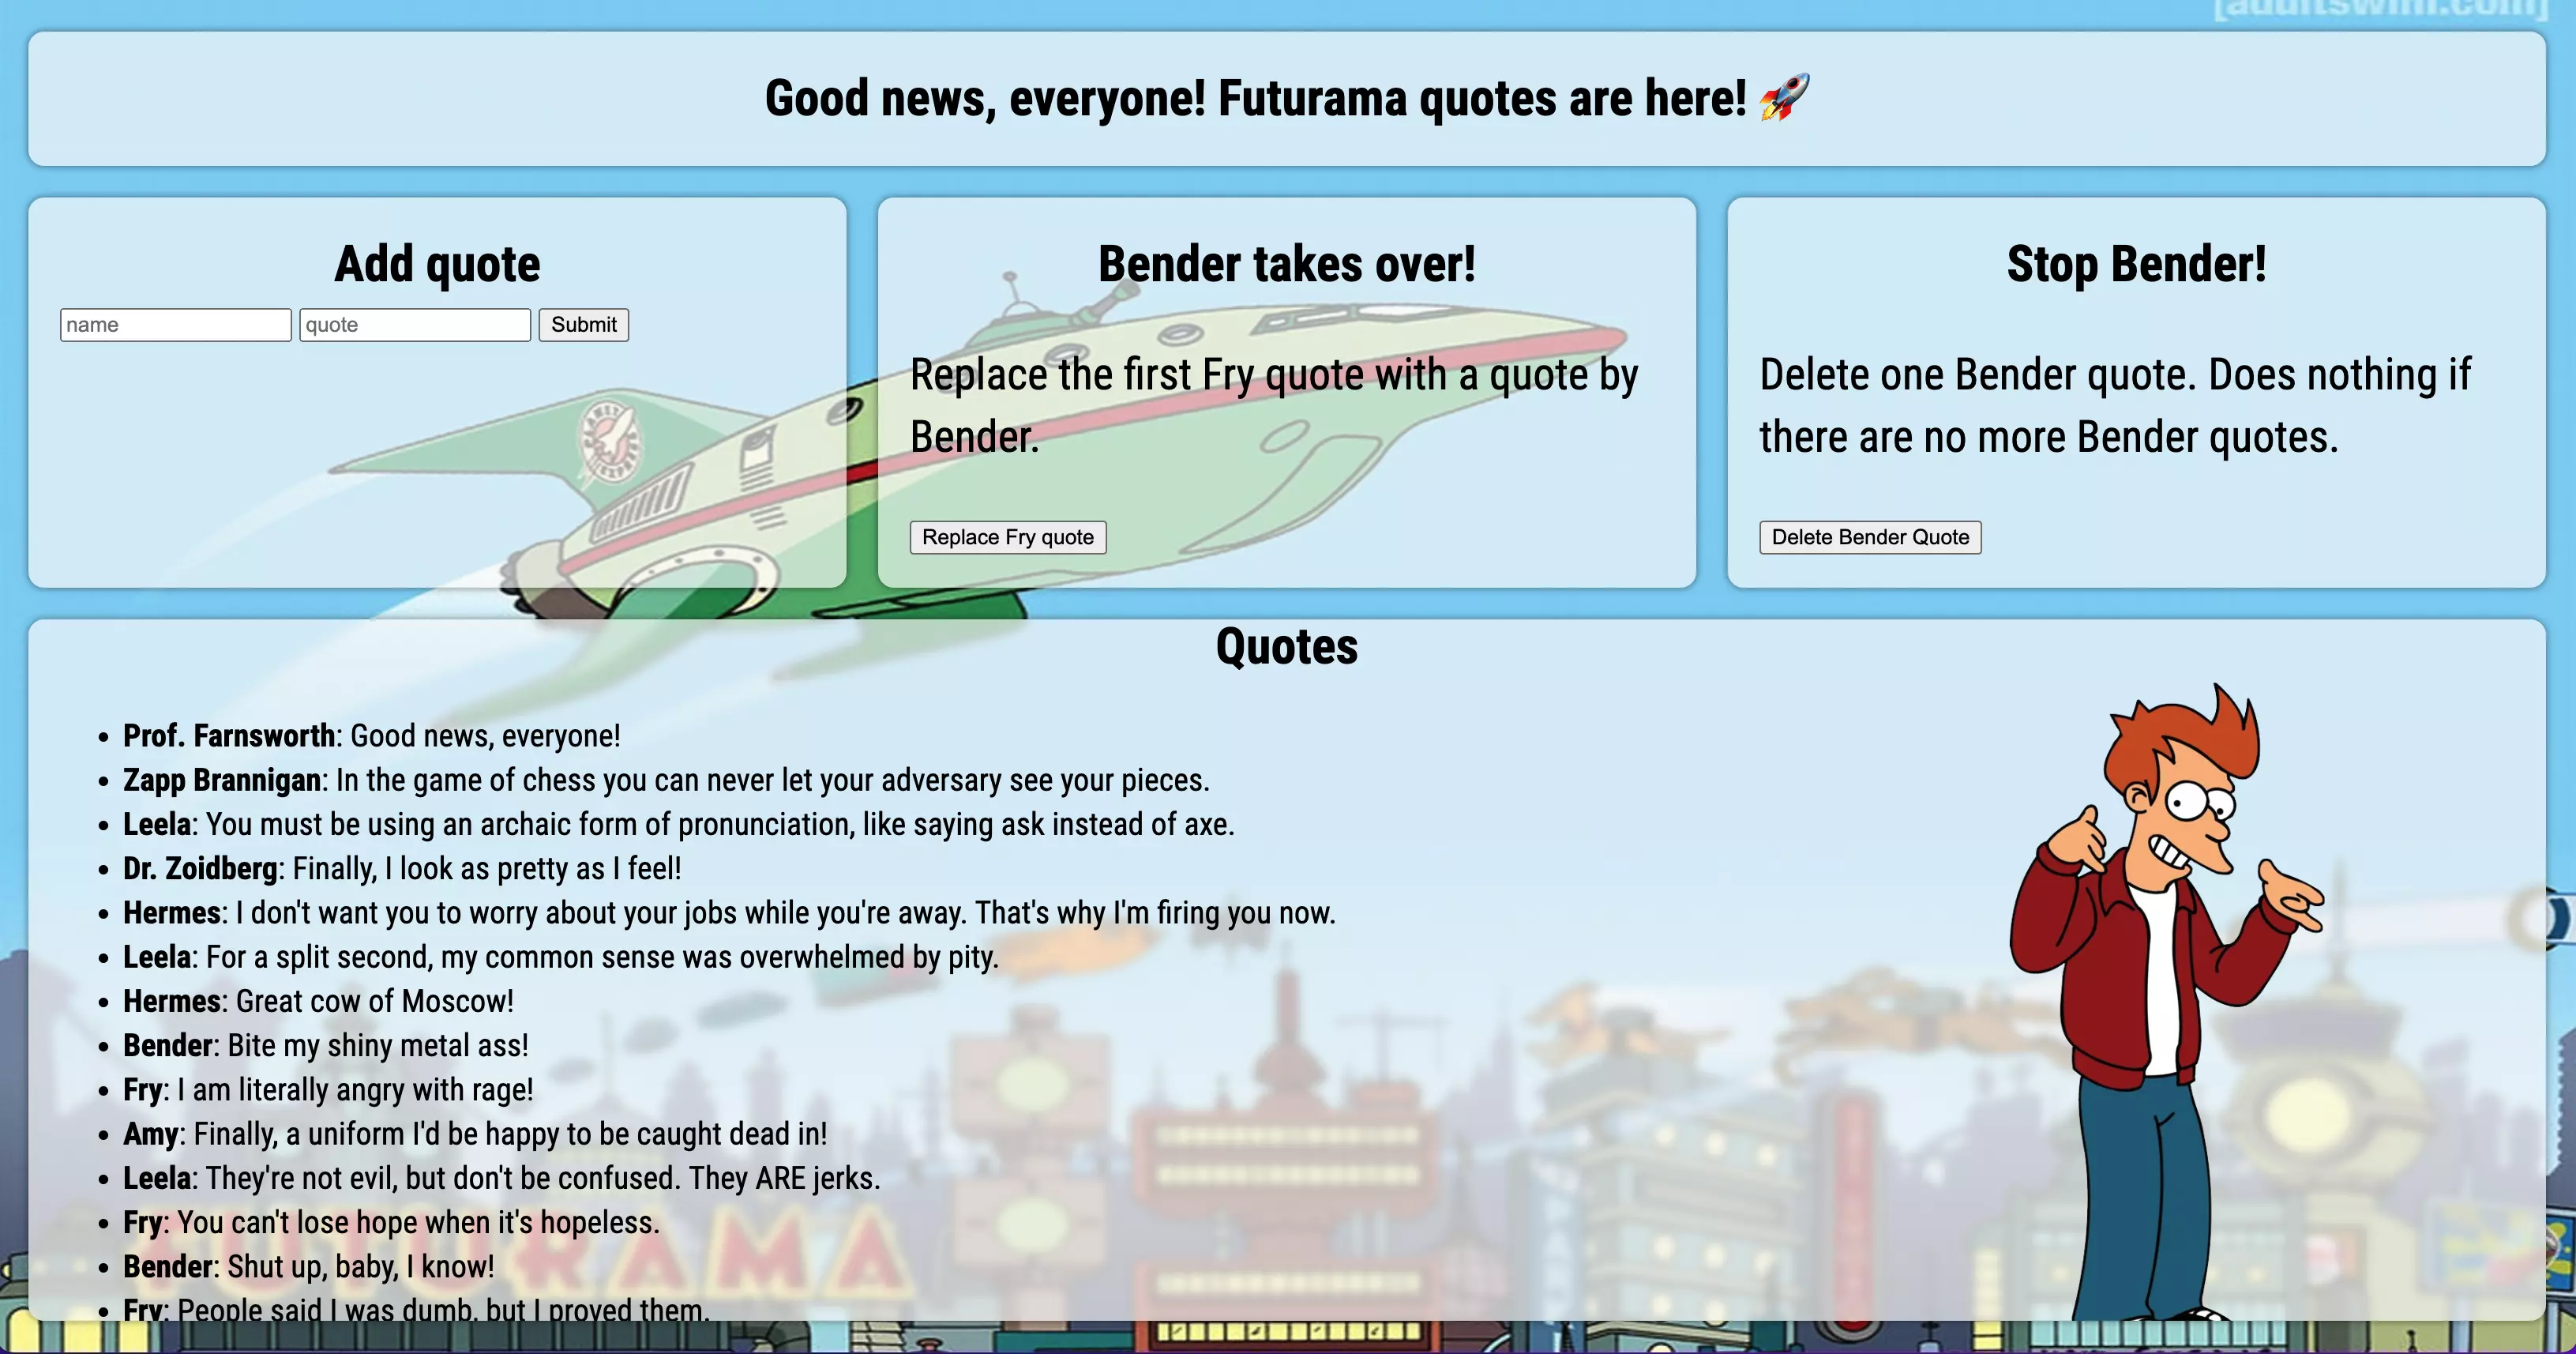 [adultswim.com]
Good news, everyone! Futurama quotes are here! 🚀
Add quote
name
quote
Submit
Bender takes over!
Replace the first Fry quote with a quote by
Bender.
Replace Fry quote
Stop Bender!
Delete one Bender quote. Does nothing if
there are no more Bender quotes.
Delete Bender Quote
PLANET
EXPRESS
Quotes
• Prof. Farnsworth: Good news, everyone!
• Zapp Brannigan: In the game of chess you can never let your adversary see your pieces.
• Leela: You must be using an archaic form of pronunciation, like saying ask instead of axe.
• Dr. Zoidberg: Finally, I look as pretty as I feel!
• Hermes: I don't want you to worry about your jobs while you're away. That's why I'm firing you now.
• Leela: For a split second, my common sense was overwhelmed by pity.
• Hermes: Great cow of Moscow!
• Bender: Bite my shiny metal ass!
• Fry: I am literally angry with rage!
• Amy: Finally, a uniform I'd be happy to be caught dead in!
• Leela: They're not evil, but don't be confused. They ARE jerks.
• Fry: You can't lose hope when it's hopeless.
• Bender: Shut up, baby, I know!
• Fry: People said I was dumb, but I proved them.
FUTURAMA